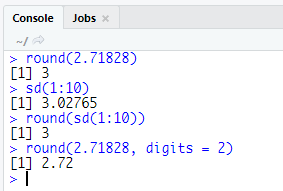 Console Jobs ×
~/
> round(2.71828)
[1] 3
> sd(1:10)
[1] 3.02765
> round(sd(1:10))
[1] 3
> round(2.71828, digits = 2)
[1] 2.72
>